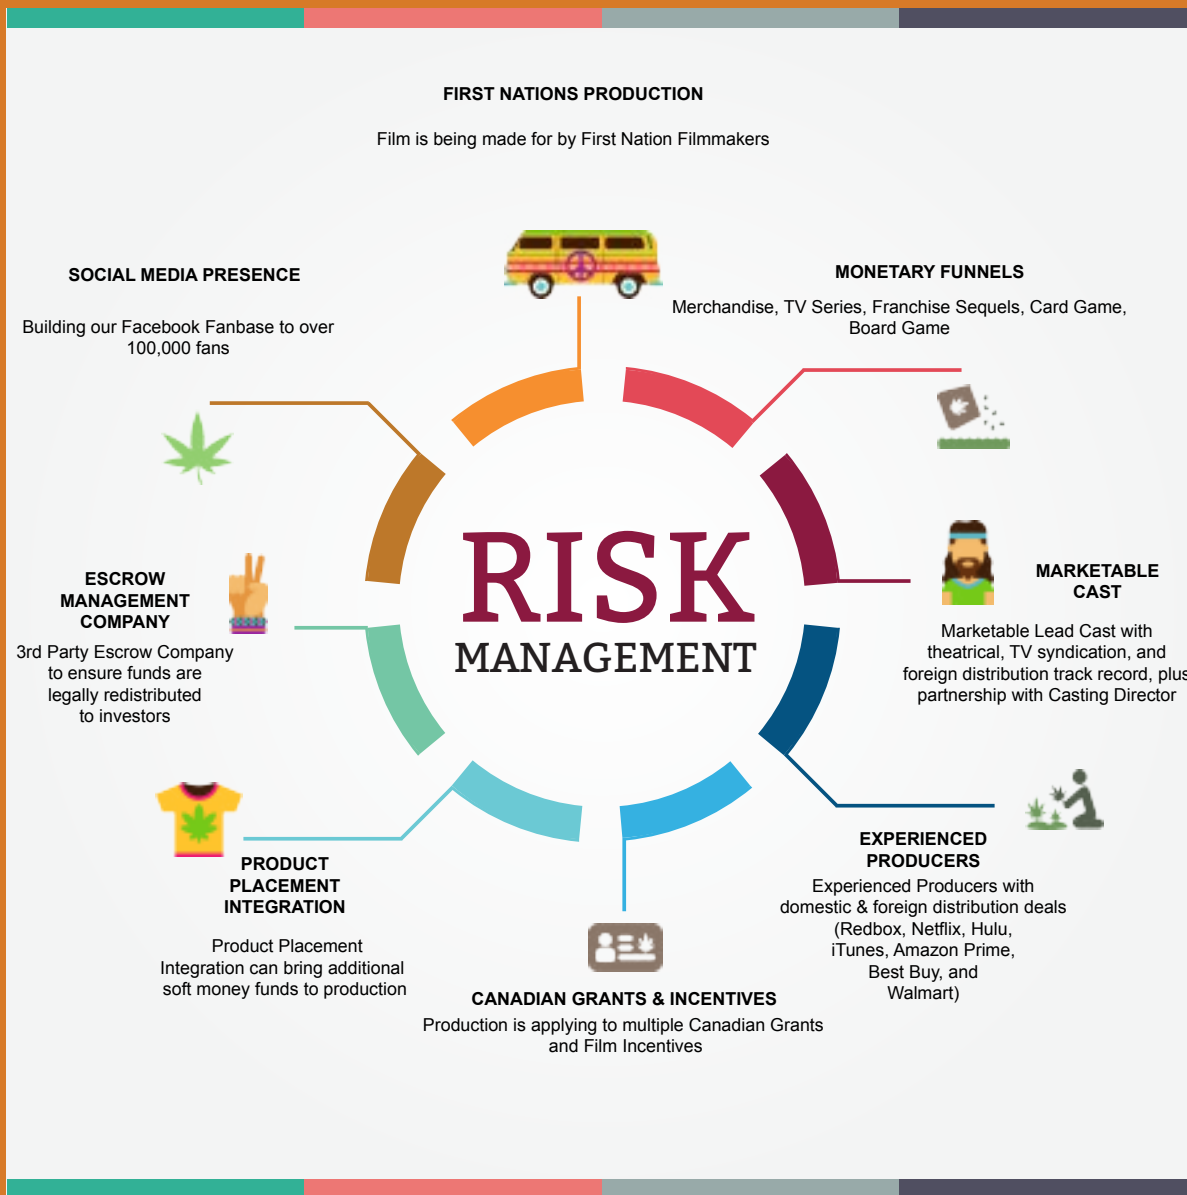 FIRST NATIONS PRODUCTION
Film is being made for by First Nation Filmmakers
SOCIAL MEDIA PRESENCE
Building our Facebook Fanbase to over
100,000 fans
MONETARY FUNNELS
Merchandise, TV Series, Franchise Sequels, Card Game,
Board Game
RISK
MANAGEMENT
ESCROW
MANAGEMENT
COMPANY
3rd Party Escrow Company
to ensure funds are
legally redistributed
to investors
MARKETABLE
CAST
Marketable Lead Cast with
theatrical, TV syndication, and
foreign distribution track record, plus
partnership with Casting Director
PRODUCT
PLACEMENT
INTEGRATION
Product Placement
Integration can bring additional
soft money funds to production
CANADIAN GRANTS & INCENTIVES
Production is applying to multiple Canadian Grants
and Film Incentives
EXPERIENCED
PRODUCERS
Experienced Producers with
domestic & foreign distribution deals
(Redbox, Netflix, Hulu,
iTunes, Amazon Prime,
Best Buy, and
Walmart)